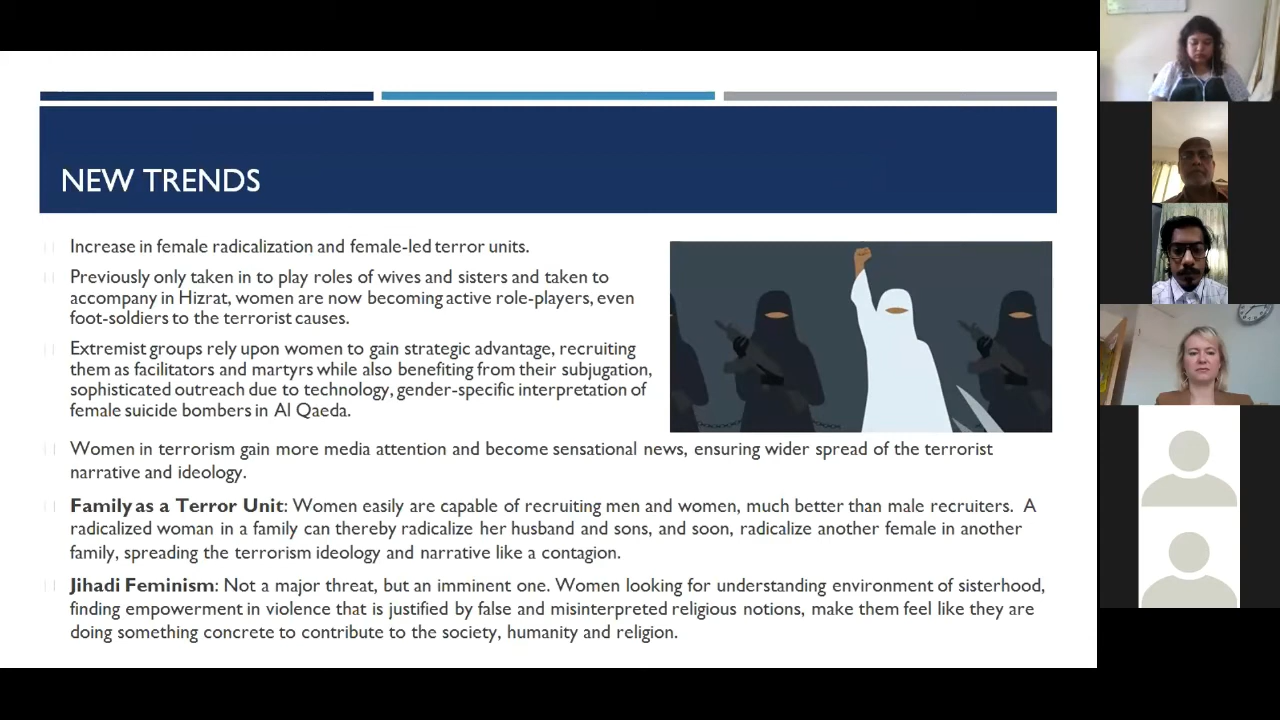 NEW TRENDS
Increase in female radicalization and female-led terror units.
Previously only taken in to play roles of wives and sisters and taken to
accompany in Hizrat, women are now becoming active role-players, even
foot-soldiers to the terrorist causes.
Extremist groups rely upon women to gain strategic advantage, recruiting
them as facilitators and martyrs while also benefiting from their subjugation,
sophisticated outreach due to technology, gender-specific interpretation of
female suicide bombers in Al Qaeda.
Women in terrorism gain more media attention and become sensational news, ensuring wider spread of the terrorist
narrative and ideology.
Family as a Terror Unit: Women easily are capable of recruiting men and women, much better than male recruiters. A
radicalized woman in a family can thereby radicalize her husband and sons, and soon, radicalize another female in another
family, spreading the terrorism ideology and narrative like a contagion.
Jihadi Feminism: Not a major threat, but an imminent one. Women looking for understanding environment of sisterhood,
finding empowerment in violence that is justified by false and misinterpreted religious notions, make them feel like they are
doing something concrete to contribute to the society, humanity and religion.